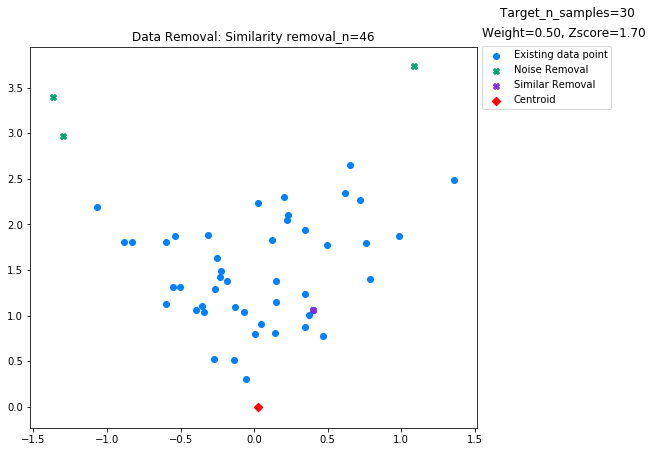 Target_n_samples=30
Weight=0.50, Zscore=1.70
Data Removal: Similarity removal_n=46
Existing data point
Noise Removal
Similar Removal
Centroid
3.5
3.0
2.5
2.0
1.5
1.0
0.5
0.0
−1.5 −1.0 −0.5 0.0 0.5 1.0 1.5